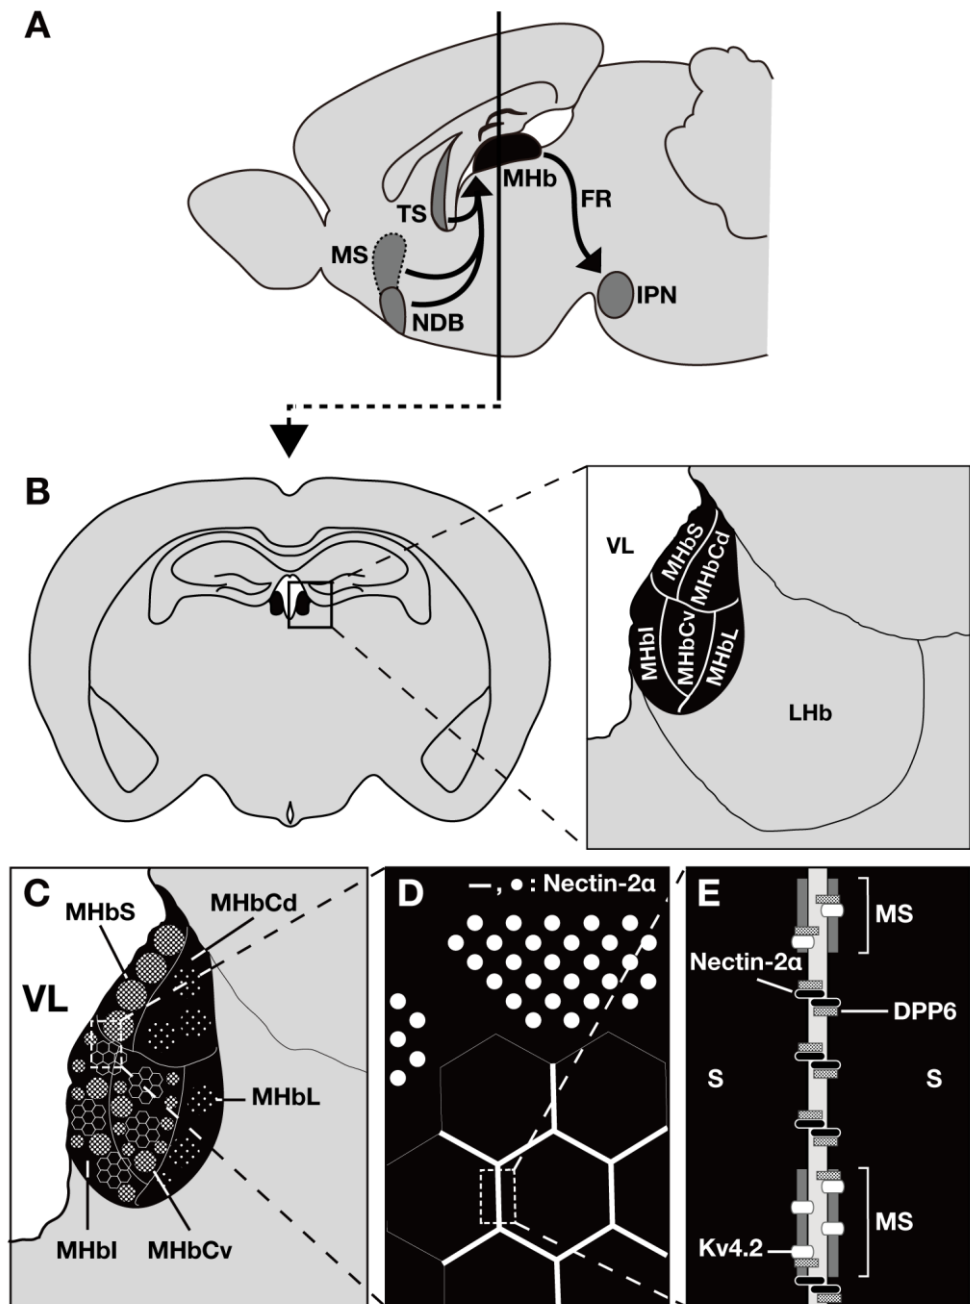 A
MHb
FR
TS
MS
IPN
NDB
B
VL
MHbS
MHbCd
MHbI
MHbCv
MHbL
LHb
C
MHbS
MHbCd
VL
MHbL
MHbI
MHbCv
D
—, ● : Nectin-2α
E
MS
Nectin-2α
DPP6
S
S
MS
Kv4.2